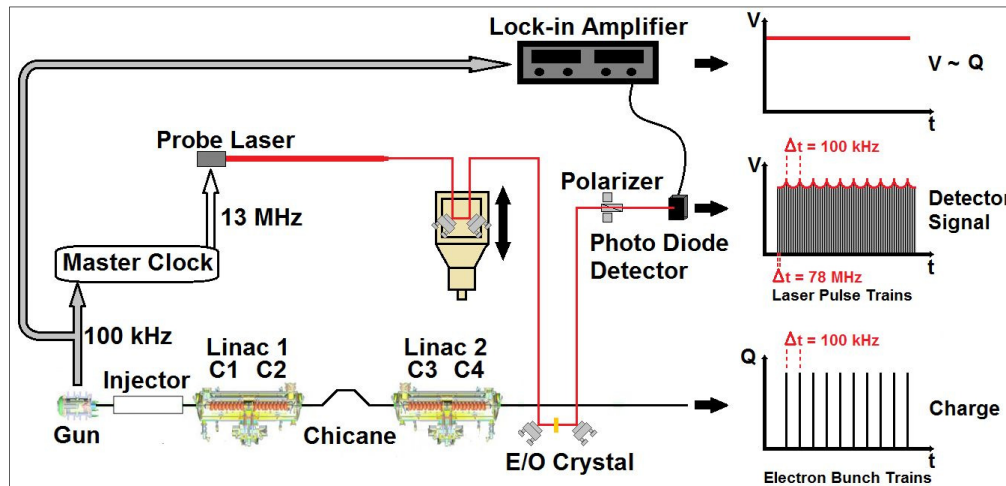 Lock-in Amplifier
V
V ~ Q
t
Probe Laser
13 MHz
Master Clock
100 kHz
Polarizer
Photo Diode
Detector
V
Δt = 100 kHz
Detector
Signal
t
Δt = 78 MHz
Laser Pulse Trains
Linac 1
C1 C2
Linac 2
C3 C4
Injector
Gun
Chicane
E/O Crystal
Q
Δt = 100 kHz
Charge
t
Electron Bunch Trains